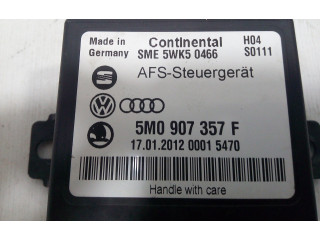 Made in Continental H04
Germany SME 5WK5 0466 S0111
AFS-Steuergerät
5M0 907 357 F
17.01.2012 0001 5470
Handle with care